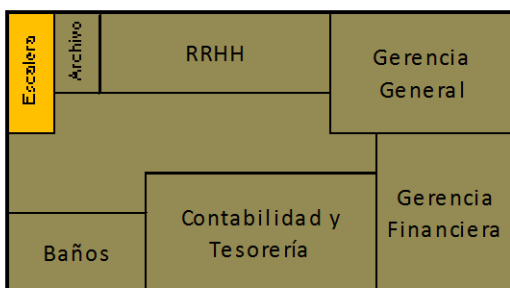 Escalera
Archivo
RRHH
Gerencia
General
Gerencia
Financiera
Contabilidad y
Tesorería
Baños